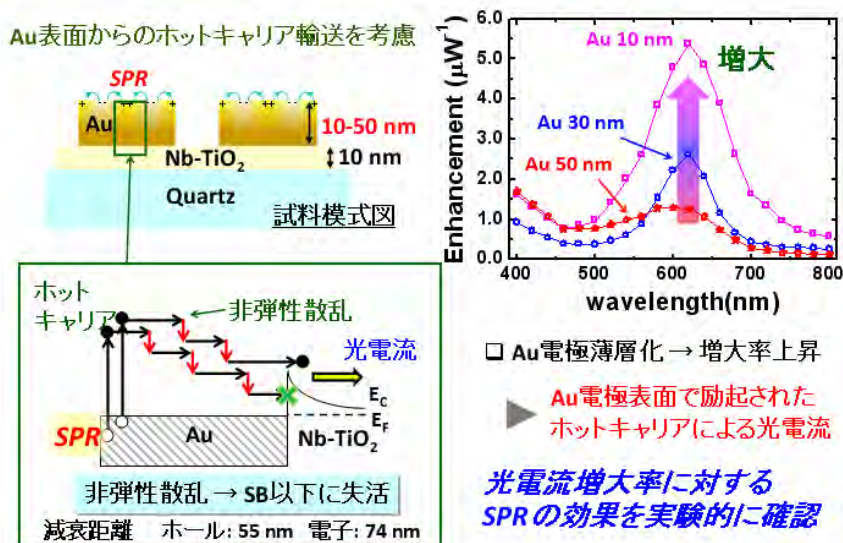 Au表面からのホットキャリア輸送を考慮
SPR
Au
10-50 nm
Nb-TiO2
10 nm
Quartz
試料模式図
ホット
キャリア
非弾性散乱
光電流
EC
EF
SPR
Au
Nb-TiO2
非弾性散乱 → SB以下に失活
減衰距離 ホール: 55 nm 電子: 74 nm
6.0
5.0
4.0
3.0
2.0
1.0
0.0
Enhancement (μW-1)
Au 10 nm
増大
Au 30 nm
Au 50 nm
400 500 600 700 800
wavelength(nm)
□ Au電極薄層化 → 増大率上昇
Au電極表面で励起された
ホットキャリアによる光電流
光電流増大率に対する
SPRの効果を実験的に確認